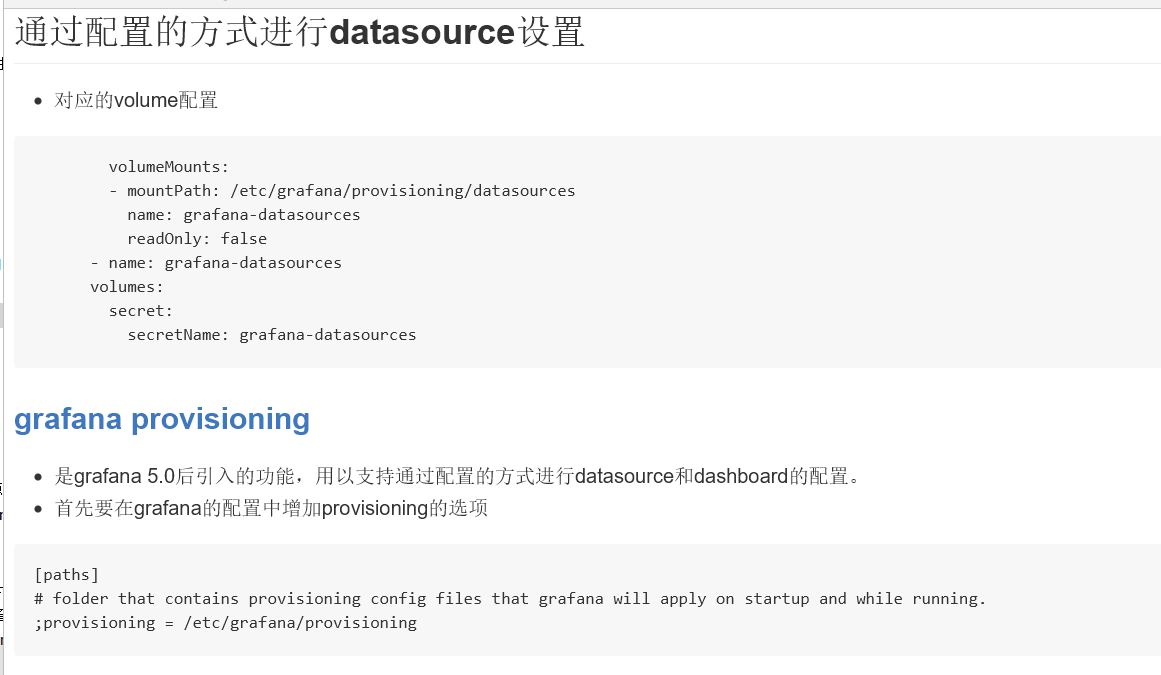 通过配置的方式进行datasource设置
对应的volume配置
volumeMounts:
- mountPath: /etc/grafana/provisioning/datasources
name: grafana-datasources
readOnly: false
- name: grafana-datasources
volumes:
secret:
secretName: grafana-datasources
grafana provisioning
是grafana 5.0后引入的功能，用以支持通过配置的方式进行datasource和dashboard的配置。
首先要在grafana的配置中增加provisioning的选项
[paths]
# folder that contains provisioning config files that grafana will apply on startup and while running.
;provisioning = /etc/grafana/provisioning